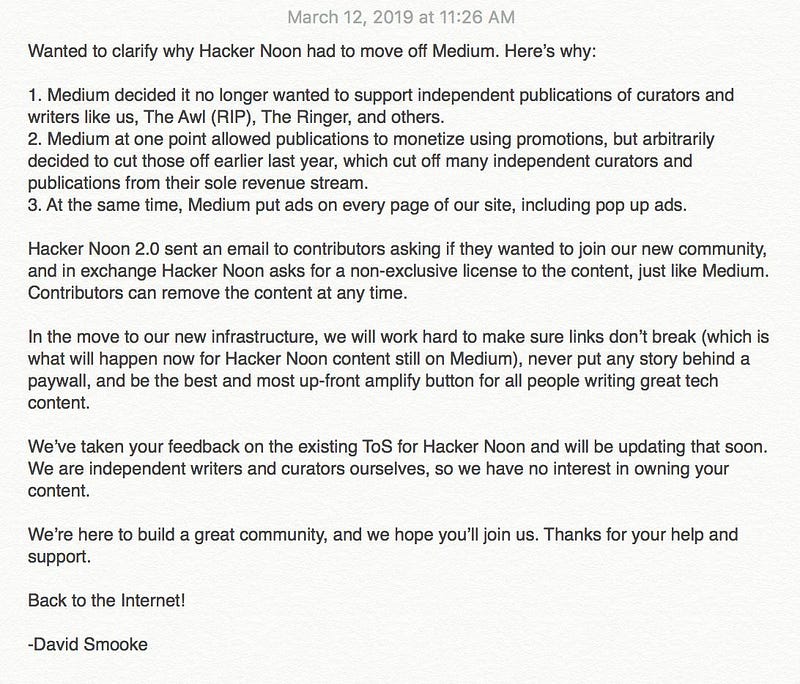 March 12, 2019 at 11:26 AM
Wanted to clarify why Hacker Noon had to move off Medium. Here’s why:
1. Medium decided it no longer wanted to support independent publications of curators and
writers like us, The Awl (RIP), The Ringer, and others.
2. Medium at one point allowed publications to monetize using promotions, but arbitrarily
decided to cut those off earlier last year, which cut off many independent curators and
publications from their sole revenue stream.
3. At the same time, Medium put ads on every page of our site, including pop up ads.
Hacker Noon 2.0 sent an email to contributors asking if they wanted to join our new community,
and in exchange Hacker Noon asks for a non-exclusive license to the content, just like Medium.
Contributors can remove the content at any time.
In the move to our new infrastructure, we will work hard to make sure links don’t break (which is
what will happen now for Hacker Noon content still on Medium), never put any story behind a
paywall, and be the best and most up-front amplify button for all people writing great tech
content.
We’ve taken your feedback on the existing ToS for Hacker Noon and will be updating that soon.
We are independent writers and curators ourselves, so we have no interest in owning your
content.
We’re here to build a great community, and we hope you’ll join us. Thanks for your help and
support.
Back to the Internet!
-David Smooke